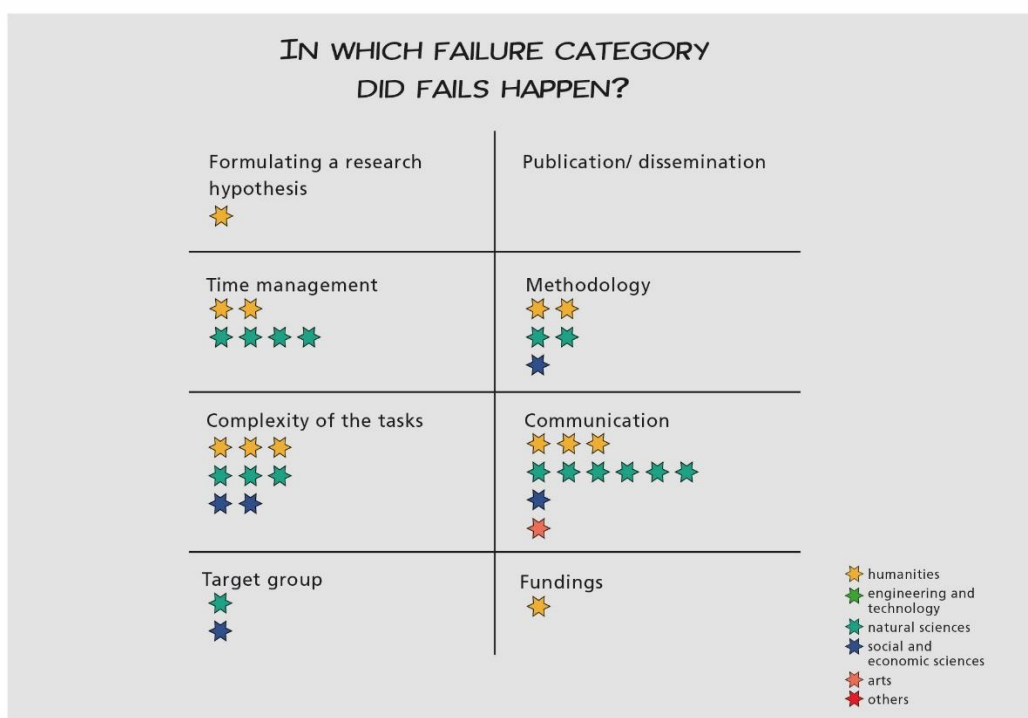 IN WHICH FAILURE CATEGORY
DID FAILS HAPPEN?
Formulating a research
hypothesis
Publication/ dissemination
Time management
Methodology
Complexity of the tasks
Communication
Target group
Fundings
humanities
engineering and
technology
natural sciences
social and
economic sciences
arts
others